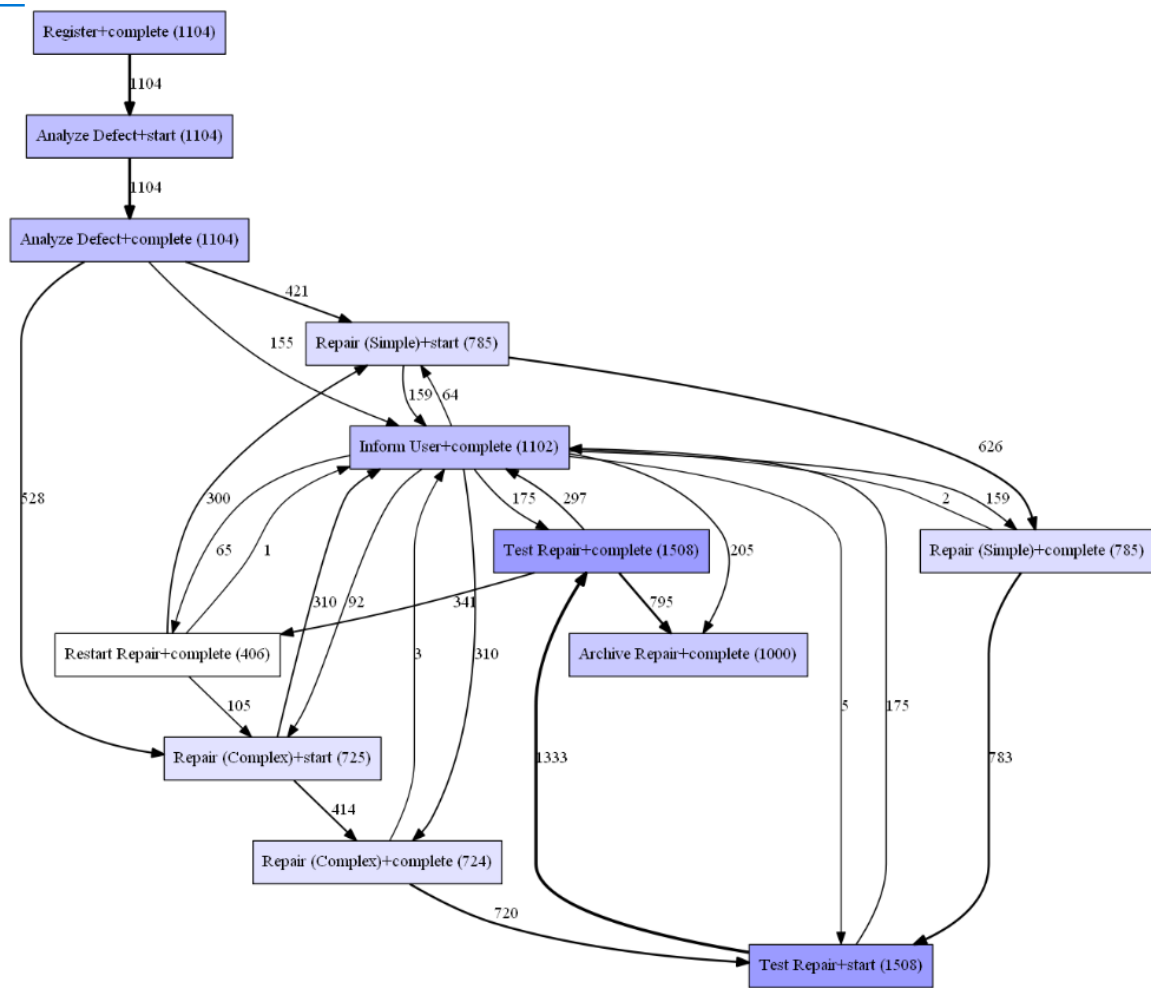 Register+complete (1104)
1104
Analyze Defect+start (1104)
1104
Analyze Defect+complete (1104)
421
155
Repair (Simple)+start (785)
159
64
Inform User+complete (1102)
626
528
300
65
1
310
92
175
297
205
2
159
Test Repair+complete (1508)
Repair (Simple)+complete (785)
341
795
Restart Repair+complete (406)
Archive Repair+complete (1000)
3
310
105
5
175
Repair (Complex)+start (725)
1333
783
414
Repair (Complex)+complete (724)
720
Test Repair+start (1508)